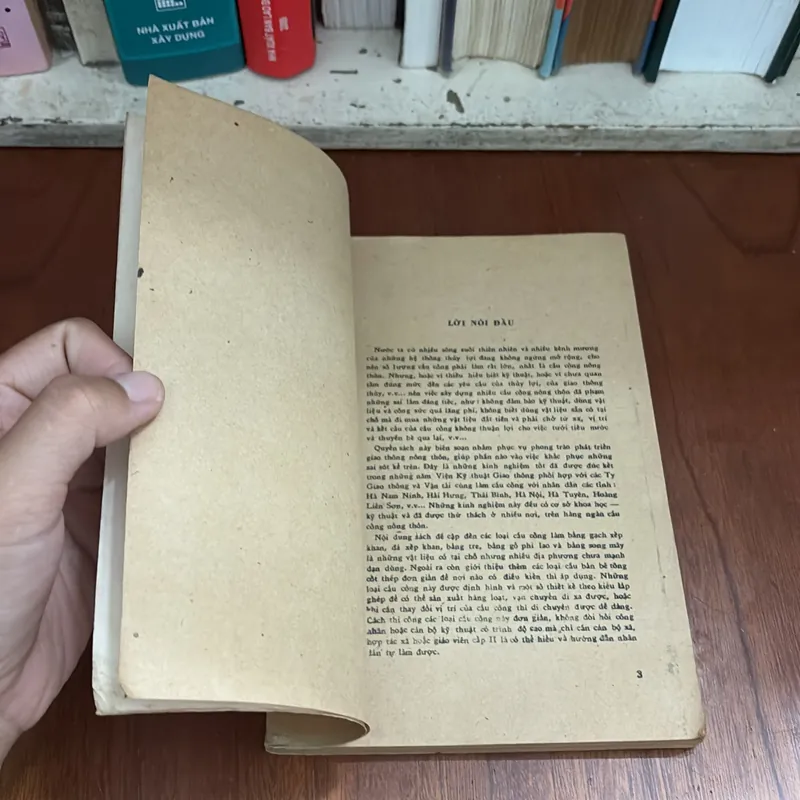 NHÀ XUẤT BẢN
XÂY DỰNG
NHÀ XUẤT BẢN LAO ĐỘNG
LỜI NÓI ĐẦU
Nước ta có nhiều sông suối thiên nhiên và nhiều kênh mương
của những hệ thống thủy lợi đang không ngừng mở rộng, cho
nên số lượng cầu cống phải làm rất lớn, nhất là cầu cống nông
thôn. Nhưng, hoặc vì thiếu hiểu biết kỹ thuật, hoặc vì chưa quan
tâm đúng mức đến các yêu cầu của thủy lợi, của giao thông
thủy, v.v... nên việc xây dựng nhiều cầu cống nông thôn đã phạm
những sai lầm đáng tiếc, như: không đảm bảo kỹ thuật, dùng vật
liệu và công sức quá lãng phí, không biết dùng vật liệu sẵn có tại
chỗ mà đi mua những vật liệu đắt tiền và phải chở từ xa, vị trí
và kết cấu của cầu cống không thuận lợi cho việc tưới tiêu nước
và thuyền bè qua lại, v.v...
Quyển sách này biên soạn nhằm phục vụ phong trào phát triển
giao thông nông thôn, giúp phần nào vào việc khắc phục những
sai sót kể trên. Đây là những kinh nghiệm tốt đã được đúc kết
trong những năm Viện Kỹ thuật Giao thông phối hợp với các Ty
Giao thông và Vận tải cùng làm cầu cống với nhân dân các tỉnh:
Hà Nam Ninh, Hải Hưng, Thái Bình, Hà Nội, Hà Tuyên, Hoàng
Liên Sơn, v.v... Những kinh nghiệm này đều có cơ sở khoa học —
kỹ thuật và đã được thử thách ở nhiều nơi, trên hàng ngàn cầu
cống nông thôn.
Nội dung sách đề cập đến các loại cầu cống làm bằng gạch xếp
khan, đá xếp khan, bằng tre, bằng gỗ phi lao và bằng song mây
là những vật liệu có tại chỗ nhưng nhiều địa phương chưa mạnh
dạn dùng. Ngoài ra còn giới thiệu thêm các loại cầu bản bê tông
cốt thép đơn giản để nơi nào có điều kiện thì áp dụng. Những
loại cầu cống này được định hình và một số thiết kế theo kiểu lắp
ghép để có thể sản xuất hàng loạt, vận chuyển đi xa được, hoặc
khi cần thay đổi vị trí của cầu cống thì di chuyển được dễ dàng.
Cách thi công các loại cầu cống này đơn giản, không đòi hỏi công
nhân hoặc cán bộ kỹ thuật có trình độ cao mà chỉ cần cán bộ xã,
hợp tác xã hoặc giáo viên cấp II là có thể hiểu và hướng dẫn nhân
dân tự làm được.
3